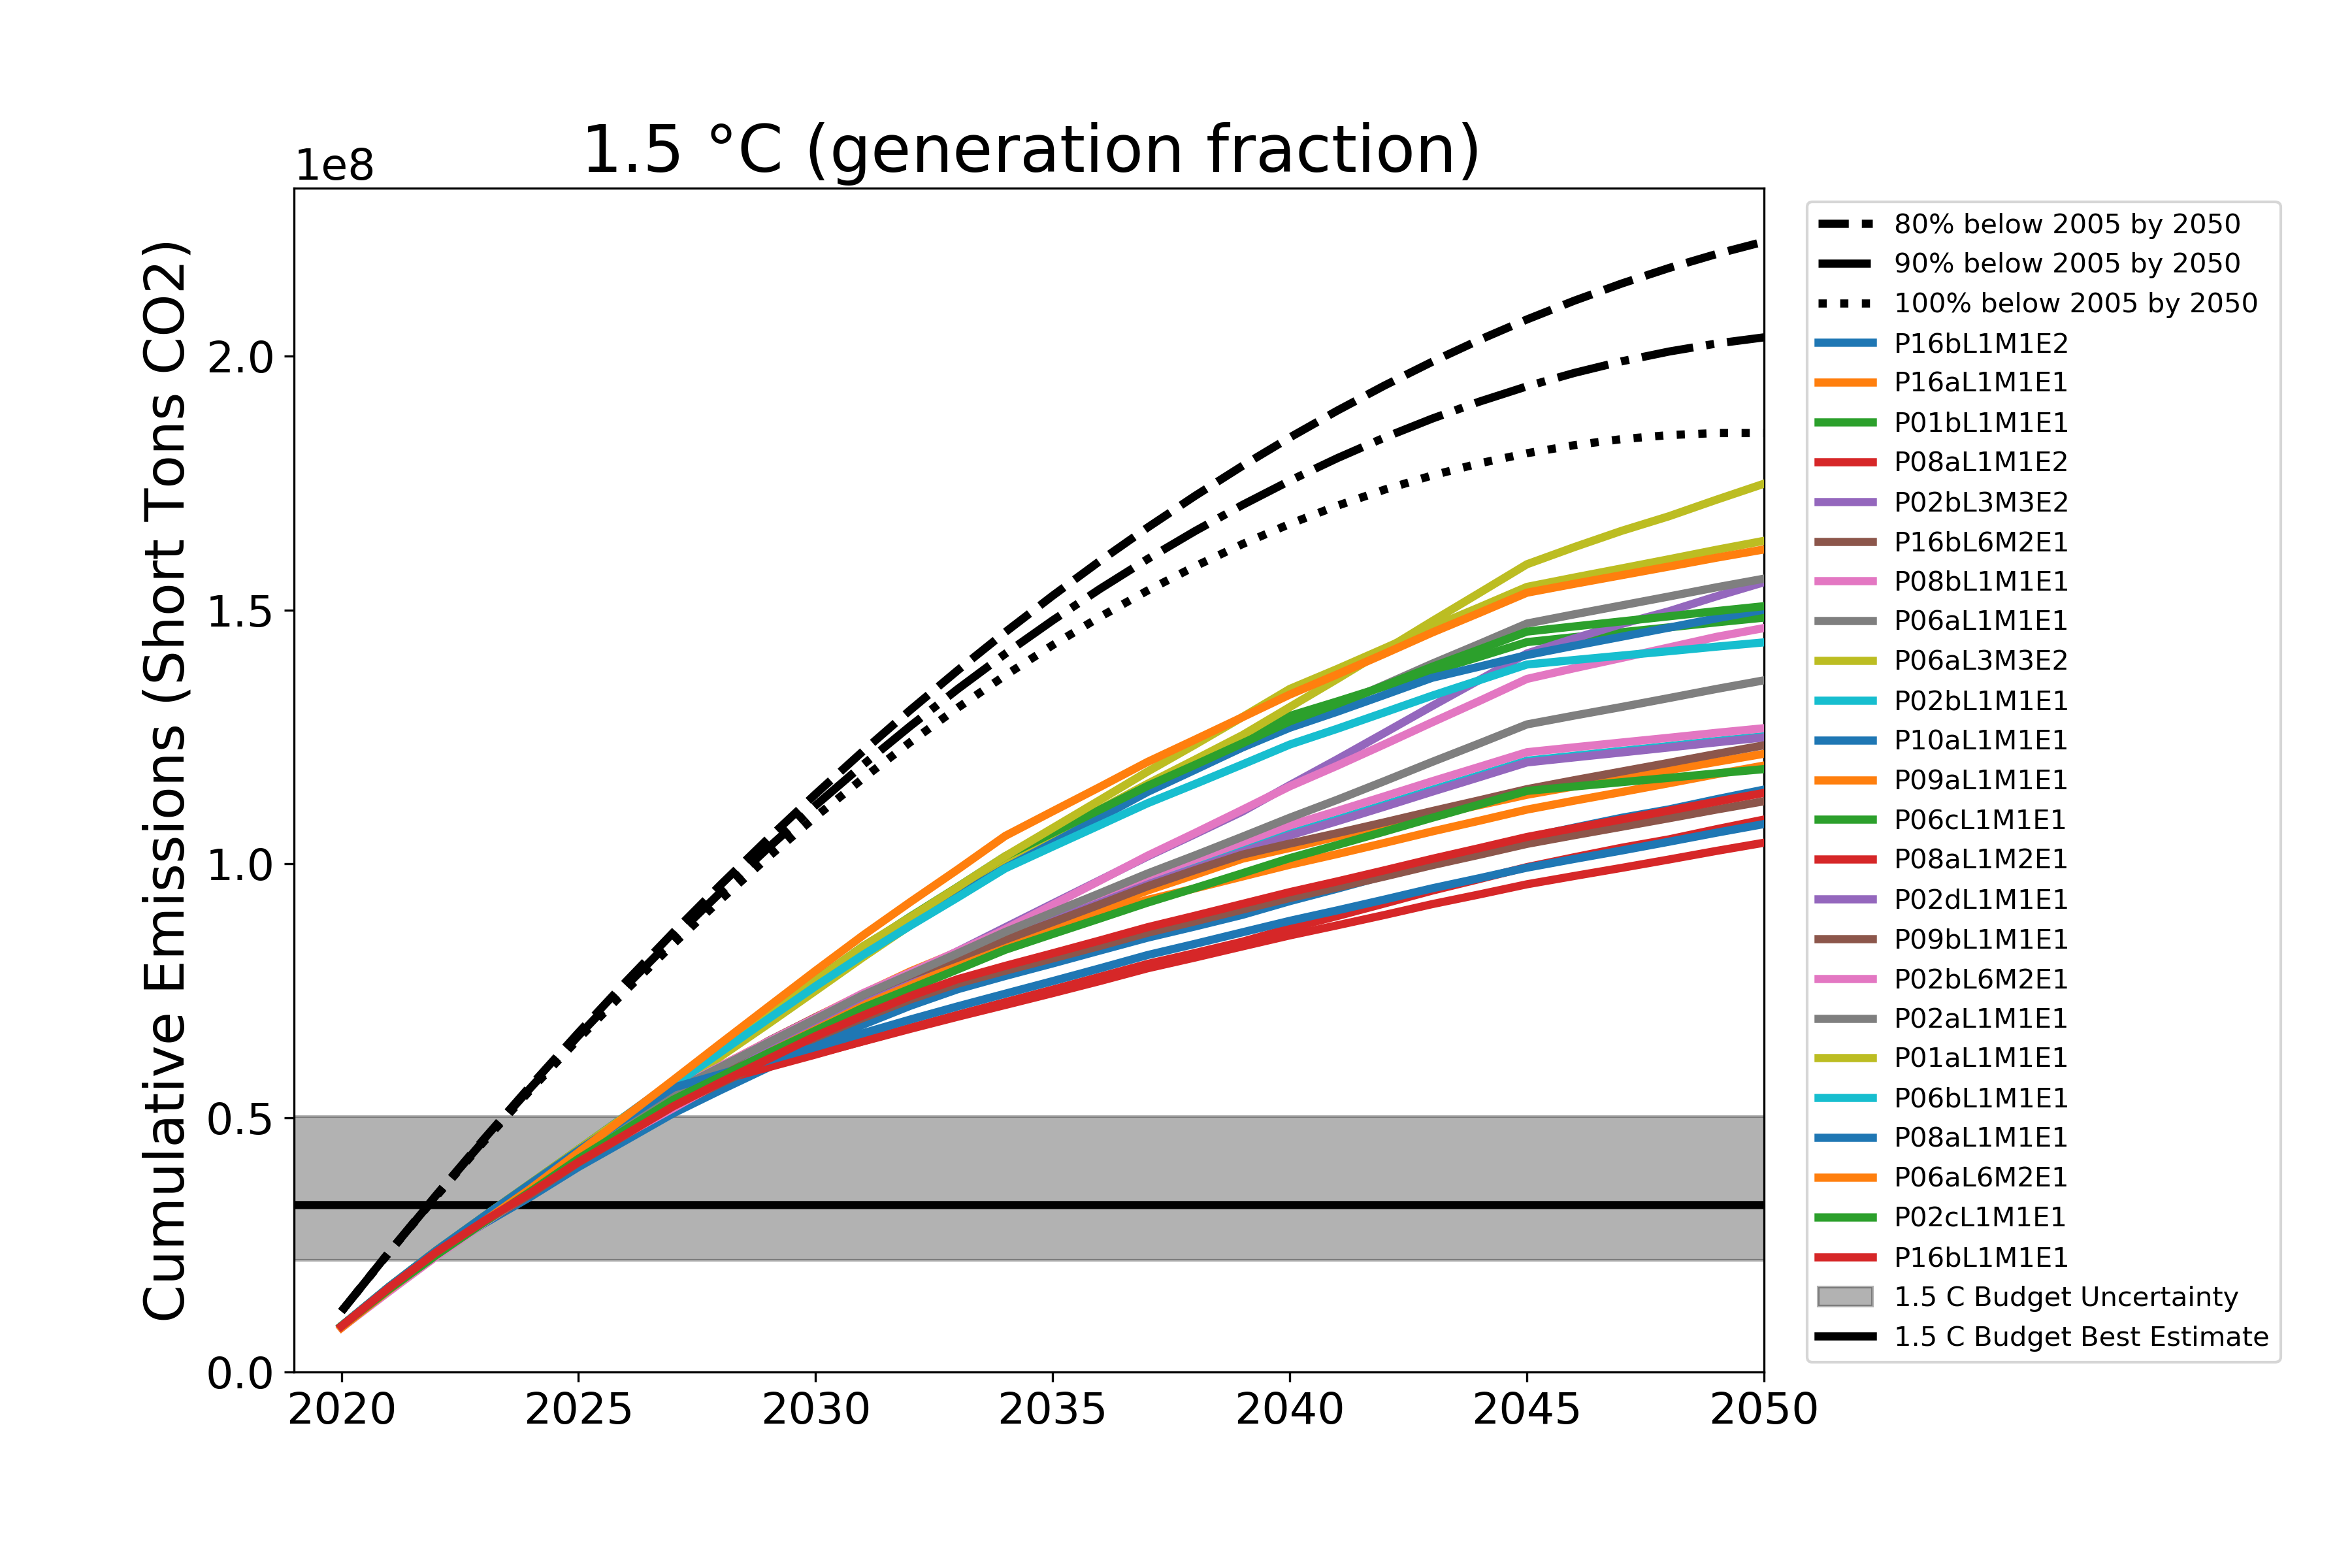 1.5 °C (generation fraction)
1e8
Cumulative Emissions (Short Tons CO2)
2.0
1.5
1.0
0.5
0.0
2020 2025 2030 2035 2040 2045 2050
80% below 2005 by 2050
90% below 2005 by 2050
100% below 2005 by 2050
P16bL1M1E2
P16aL1M1E1
P01bL1M1E1
P08aL1M1E2
P02bL3M3E2
P16bL6M2E1
P08bL1M1E1
P06aL1M1E1
P06aL3M3E2
P02bL1M1E1
P10aL1M1E1
P09aL1M1E1
P06cL1M1E1
P08aL1M2E1
P02dL1M1E1
P09bL1M1E1
P02bL6M2E1
P02aL1M1E1
P01aL1M1E1
P06bL1M1E1
P08aL1M1E1
P06aL6M2E1
P02cL1M1E1
P16bL1M1E1
1.5 C Budget Uncertainty
1.5 C Budget Best Estimate